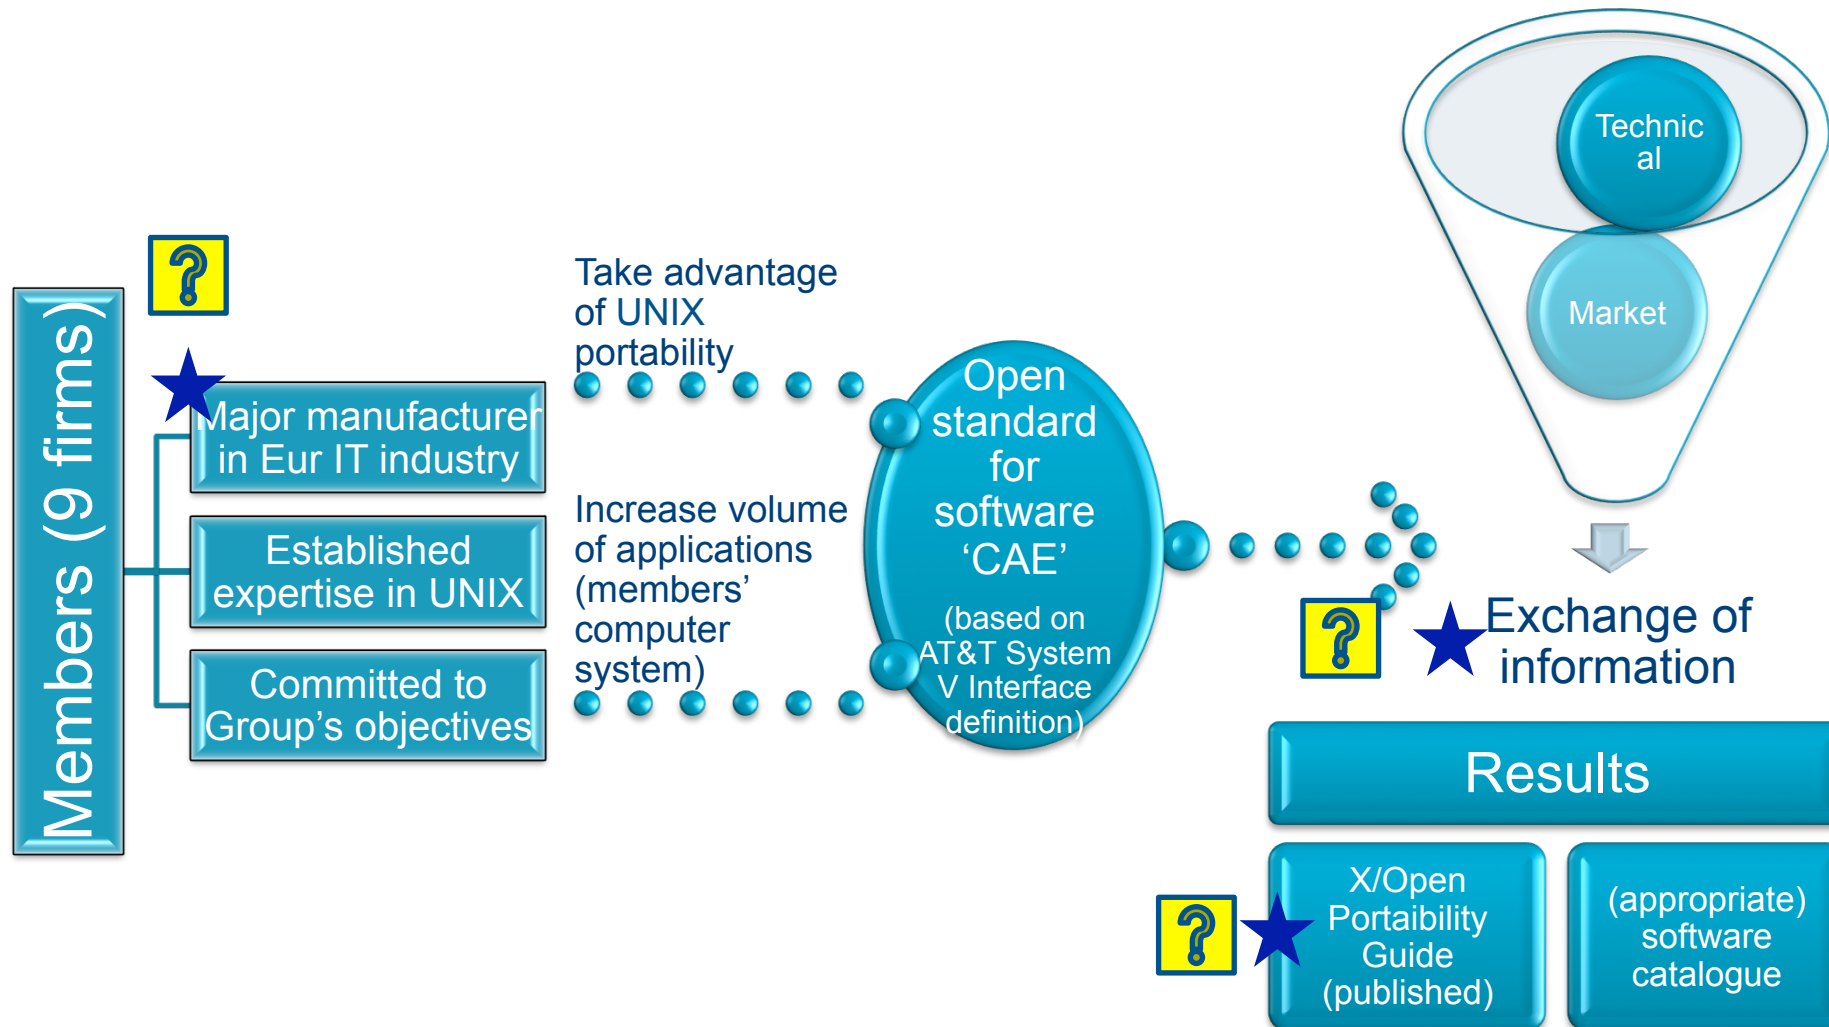 Members (9 firms)
Major manufacturer
in Eur IT industry
Established
expertise in UNIX
Committed to
Group’s objectives
Take advantage
of UNIX
portability
Increase volume
of applications
(members’
computer
system)
Open
standard
for
software
‘CAE’
(based on
AT&T System
V Interface
definition)
Technic
al
Market
Exchange of
information
Results
X/Open
Portaibility
Guide
(published)
(appropriate)
software
catalogue